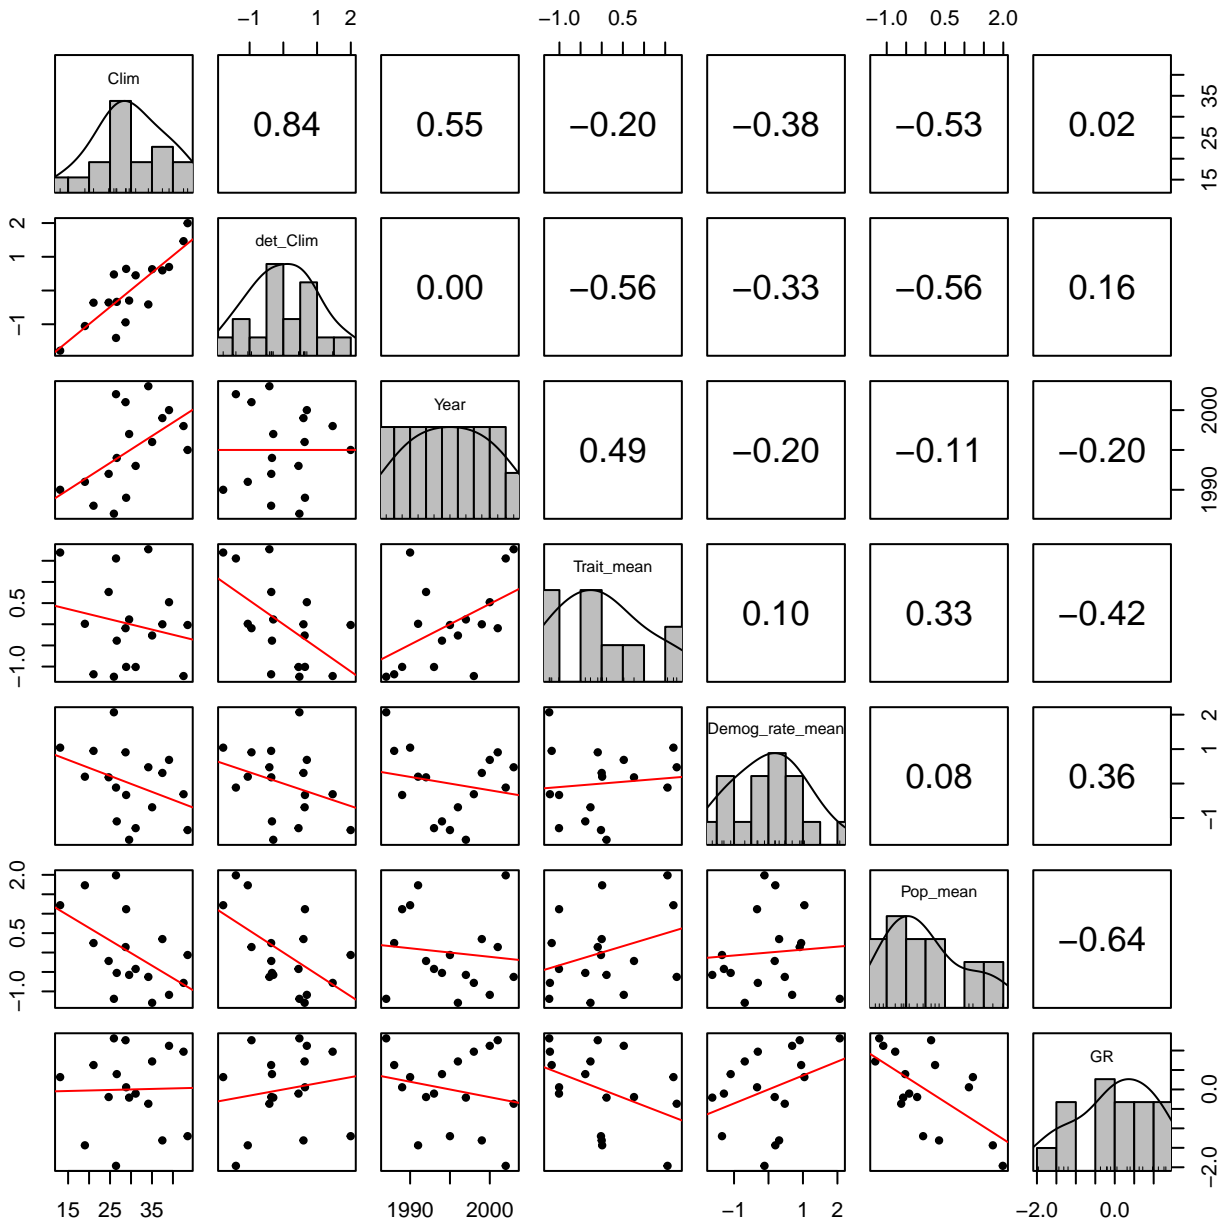 −1 1 2 −1.0 0.5 −1.0 0.5 2.0
Clim 0.84 0.55 −0.20 −0.38 −0.53 0.02 15 25 35
−1 1 2 det_Clim 0.00 −0.56 −0.33 −0.56 0.16
Year 0.49 −0.20 −0.11 −0.20 1990 2000
−1.0 0.5 Trait_mean 0.10 0.33 −0.42
Demog_rate_mean 0.08 0.36 −1 1 2
−1.0 0.5 2.0 Pop_mean −0.64
GR −2.0 0.0
15 25 35 1990 2000 −1 1 2 −2.0 0.0